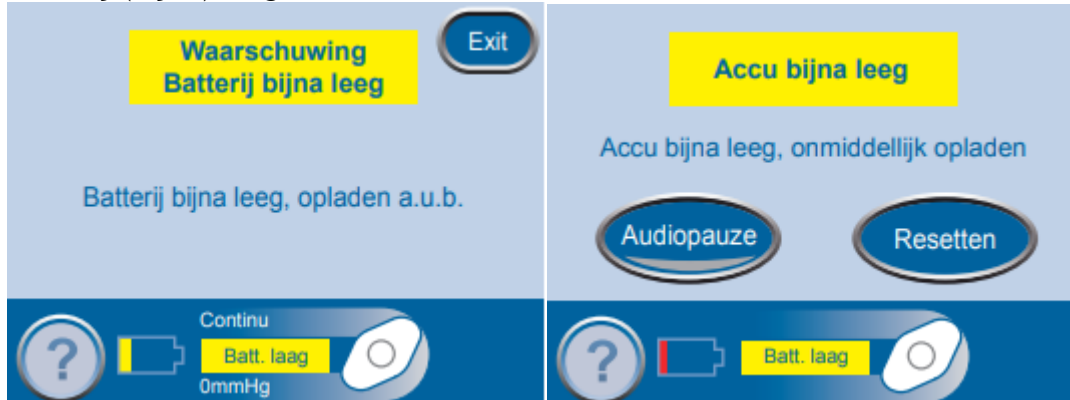 Exit
Waarschuwing
Batterij bijna leeg
Batterij bijna leeg, opladen a.u.b.
?
Continu
Batt. laag
0mmHg
Accu bijna leeg
Accu bijna leeg, onmiddellijk opladen
Audiopauze
Resetten
?
Batt. laag